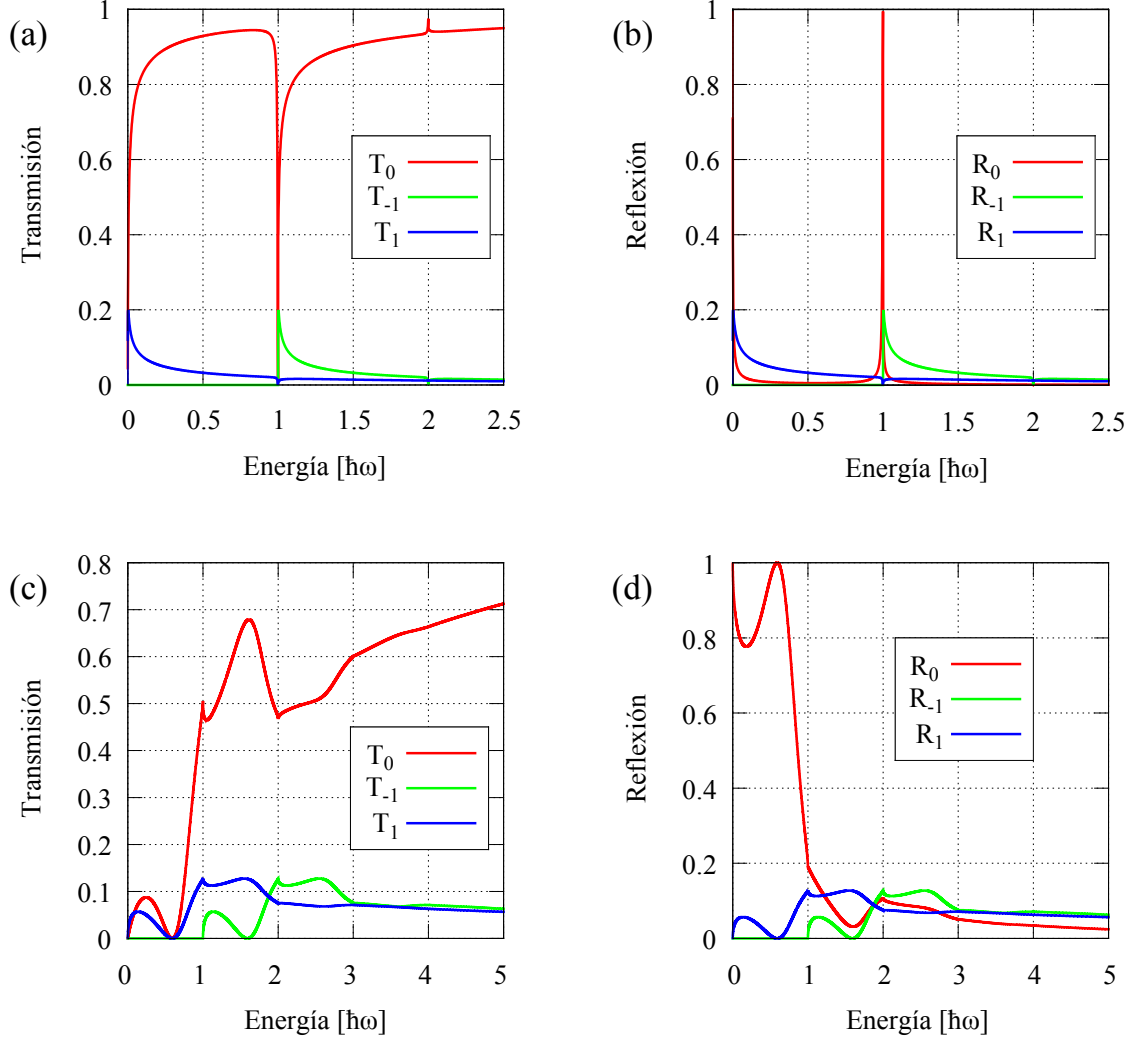 (a)
Transmisión
1
0.8
0.6
0.4
0.2
0
0 0.5 1 1.5 2 2.5
Energía [ħω]
T₀
T₋₁
T₁
(b)
Reflexión
1
0.8
0.6
0.4
0.2
0
0 0.5 1 1.5 2 2.5
Energía [ħω]
R₀
R₋₁
R₁
(c)
Transmisión
0.8
0.7
0.6
0.5
0.4
0.3
0.2
0.1
0
0 1 2 3 4 5
Energía [ħω]
T₀
T₋₁
T₁
(d)
Reflexión
1
0.8
0.6
0.4
0.2
0
0 1 2 3 4 5
Energía [ħω]
R₀
R₋₁
R₁